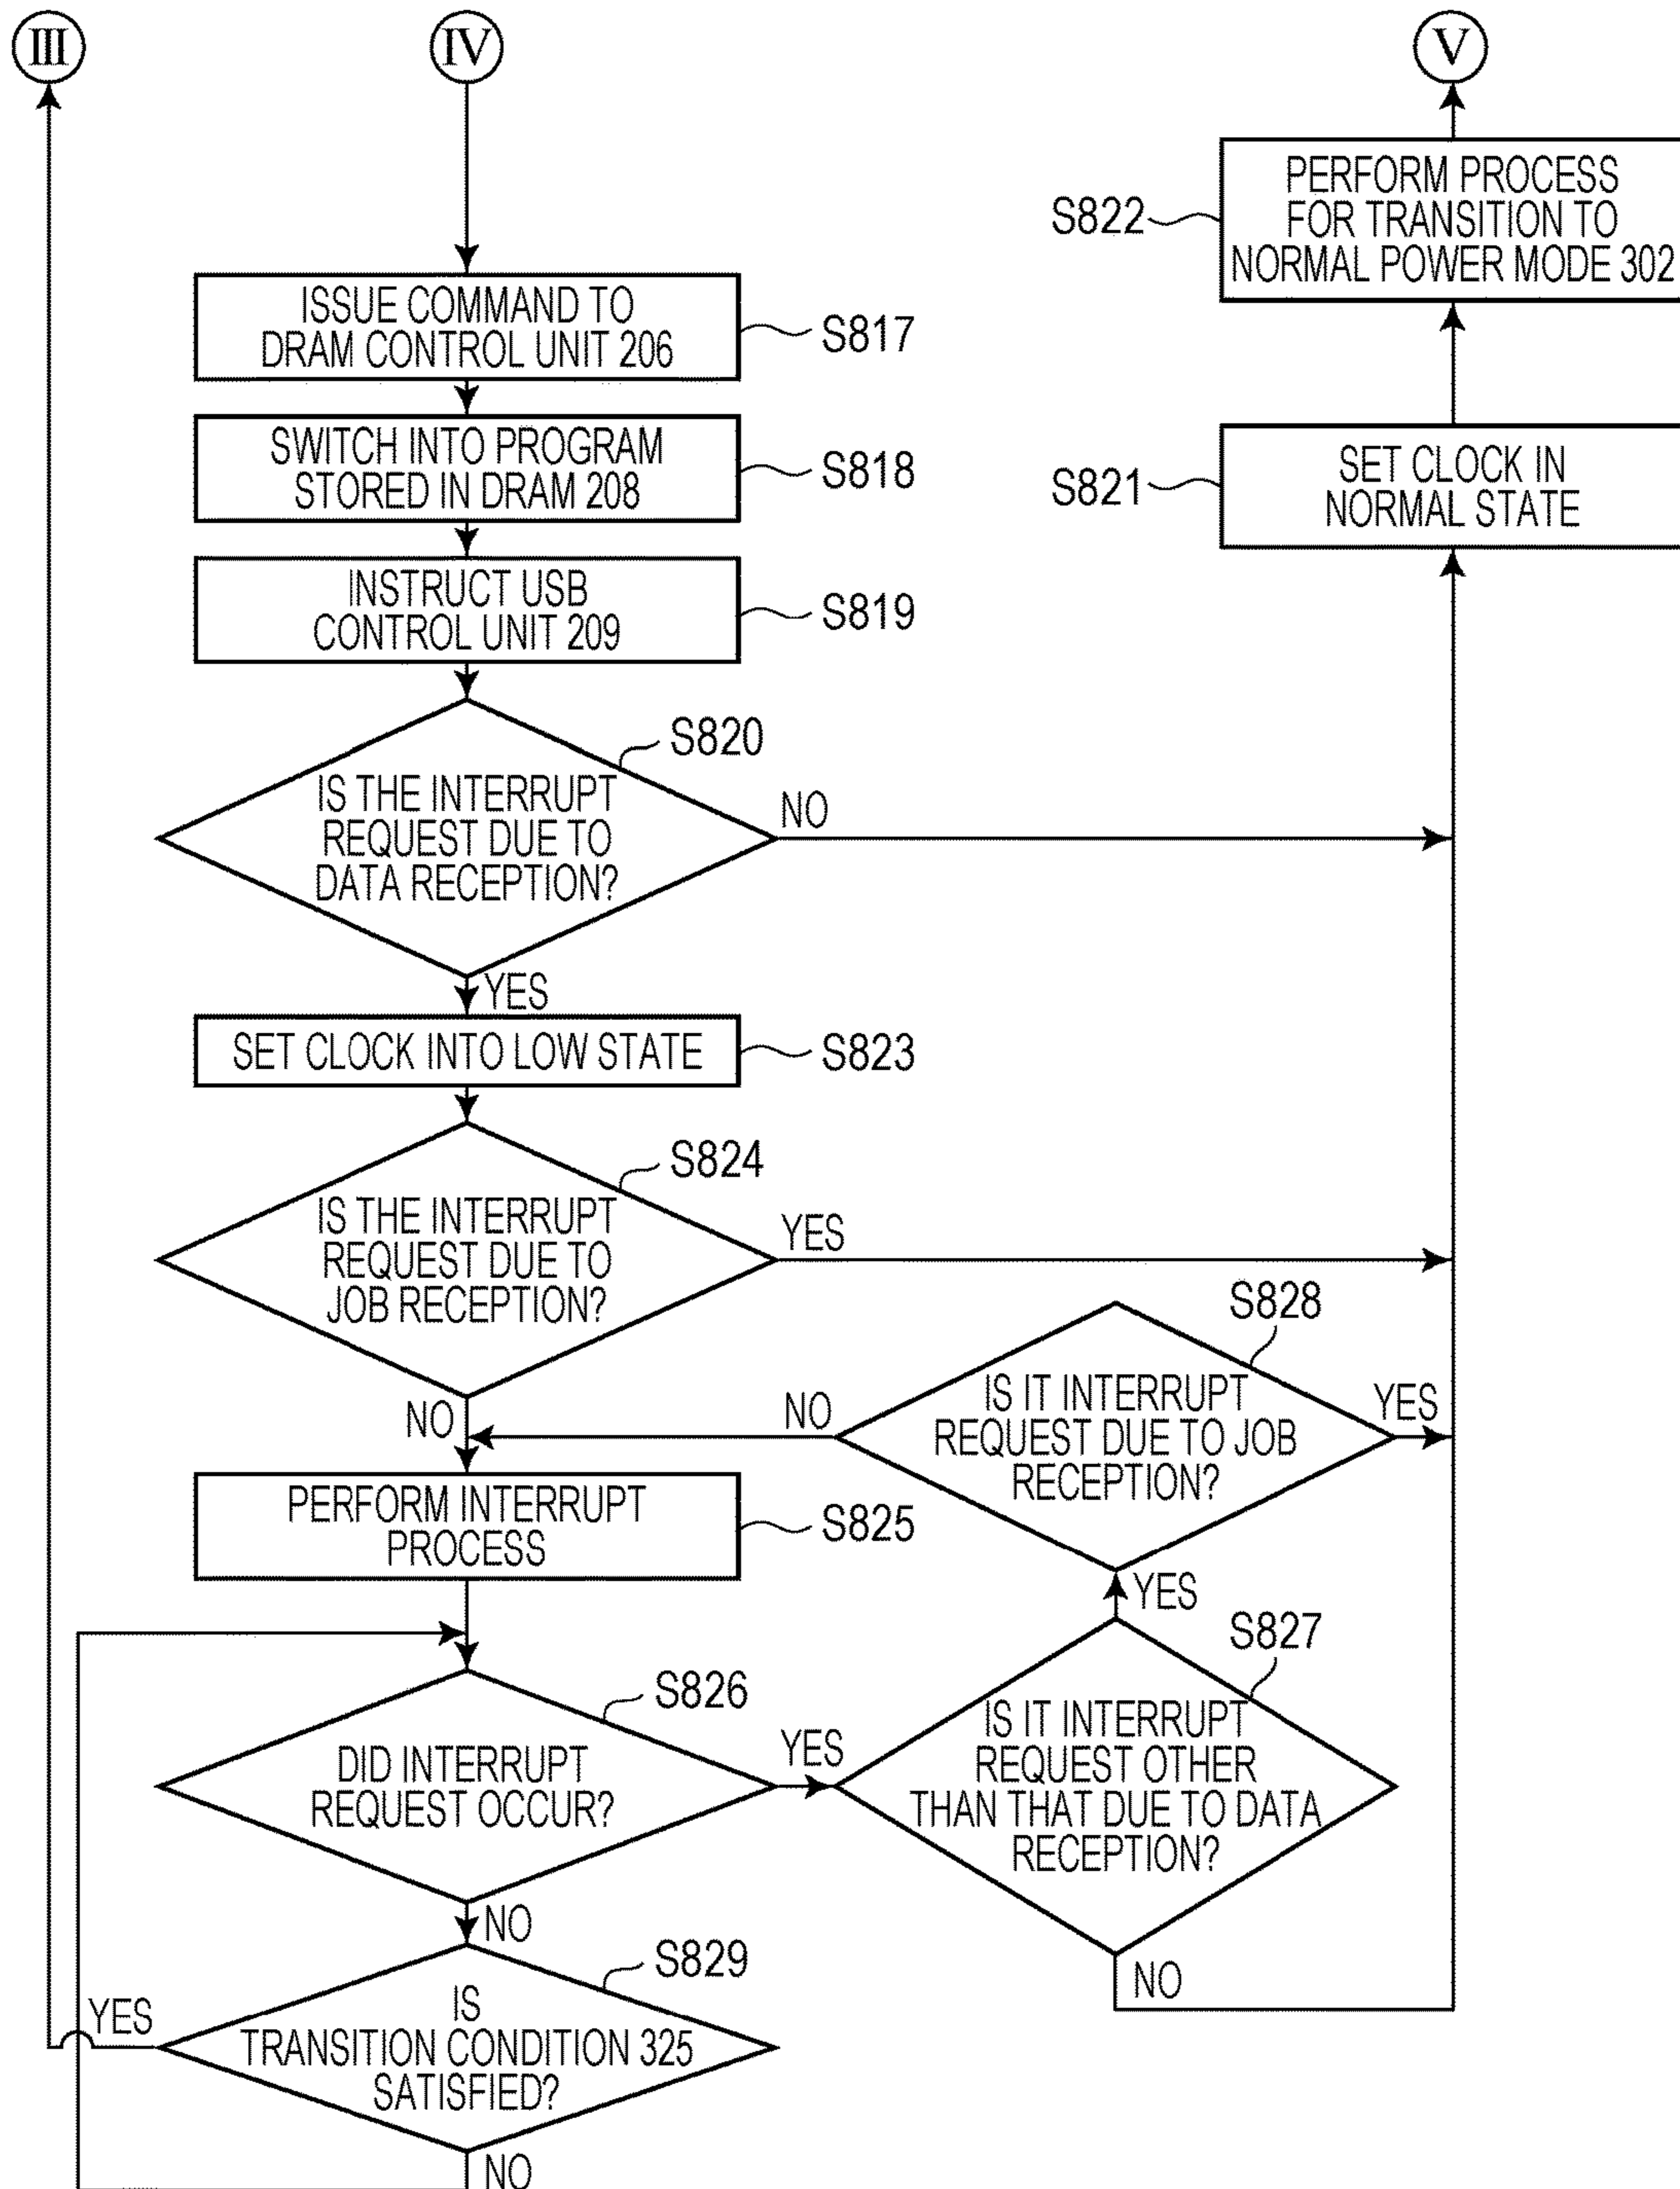 III
IV
V
PERFORM PROCESS
FOR TRANSITION TO
NORMAL POWER MODE 302
S822
ISSUE COMMAND TO
DRAM CONTROL UNIT 206
S817
SWITCH INTO PROGRAM
STORED IN DRAM 208
S818
SET CLOCK IN
NORMAL STATE
S821
INSTRUCT USB
CONTROL UNIT 209
S819
S820
IS THE INTERRUPT
REQUEST DUE TO
DATA RECEPTION?
NO
YES
SET CLOCK INTO LOW STATE
S823
S824
IS THE INTERRUPT
REQUEST DUE TO
JOB RECEPTION?
YES
NO
S828
IS IT INTERRUPT
REQUEST DUE TO JOB
RECEPTION?
NO
YES
PERFORM INTERRUPT
PROCESS
S825
YES
S827
IS IT INTERRUPT
REQUEST OTHER
THAN THAT DUE TO DATA
RECEPTION?
S826
DID INTERRUPT
REQUEST OCCUR?
YES
NO
NO
S829
IS
TRANSITION CONDITION 325
SATISFIED?
YES
NO